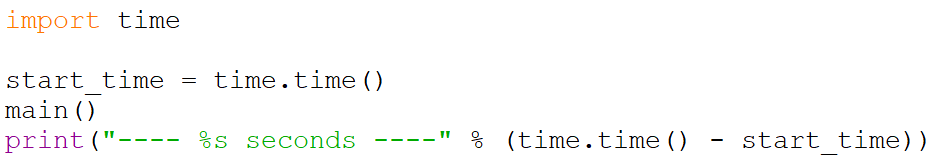 import time
start_time = time.time()
main()
print("---- %s seconds ----" % (time.time() - start_time))